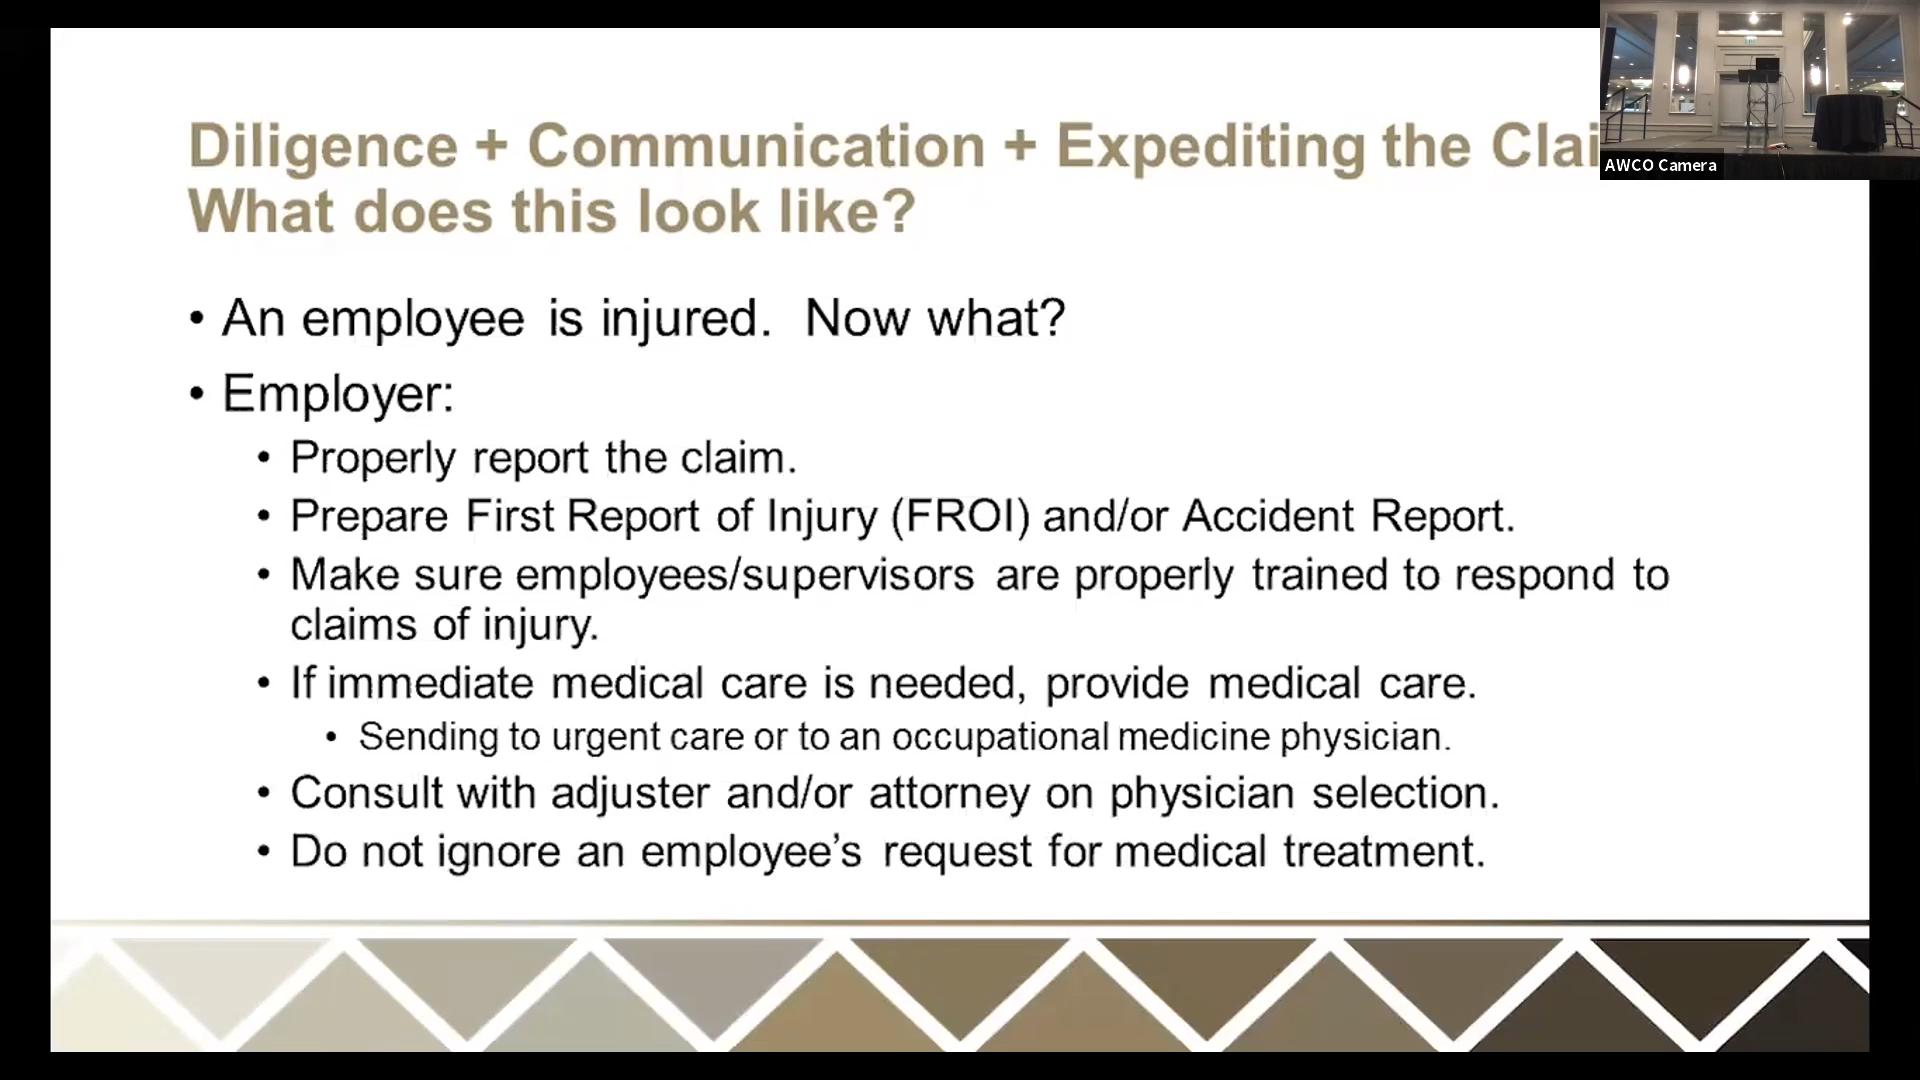 Diligence + Communication + Expediting the Clai
What does this look like?
• An employee is injured. Now what?
• Employer:
• Properly report the claim.
• Prepare First Report of Injury (FROI) and/or Accident Report.
• Make sure employees/supervisors are properly trained to respond to
claims of injury.
• If immediate medical care is needed, provide medical care.
• Sending to urgent care or to an occupational medicine physician.
• Consult with adjuster and/or attorney on physician selection.
• Do not ignore an employee’s request for medical treatment.
AWCO Camera